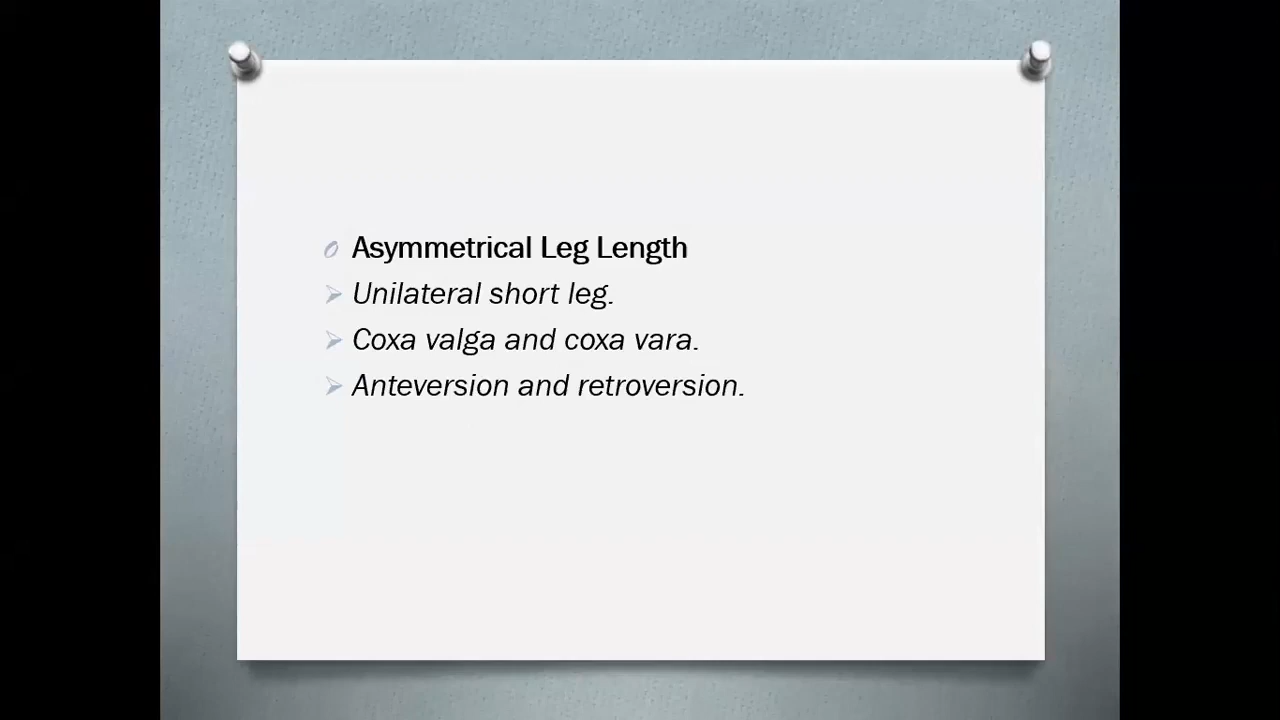 Asymmetrical Leg Length
Unilateral short leg.
Coxa valga and coxa vara.
Anteversion and retroversion.